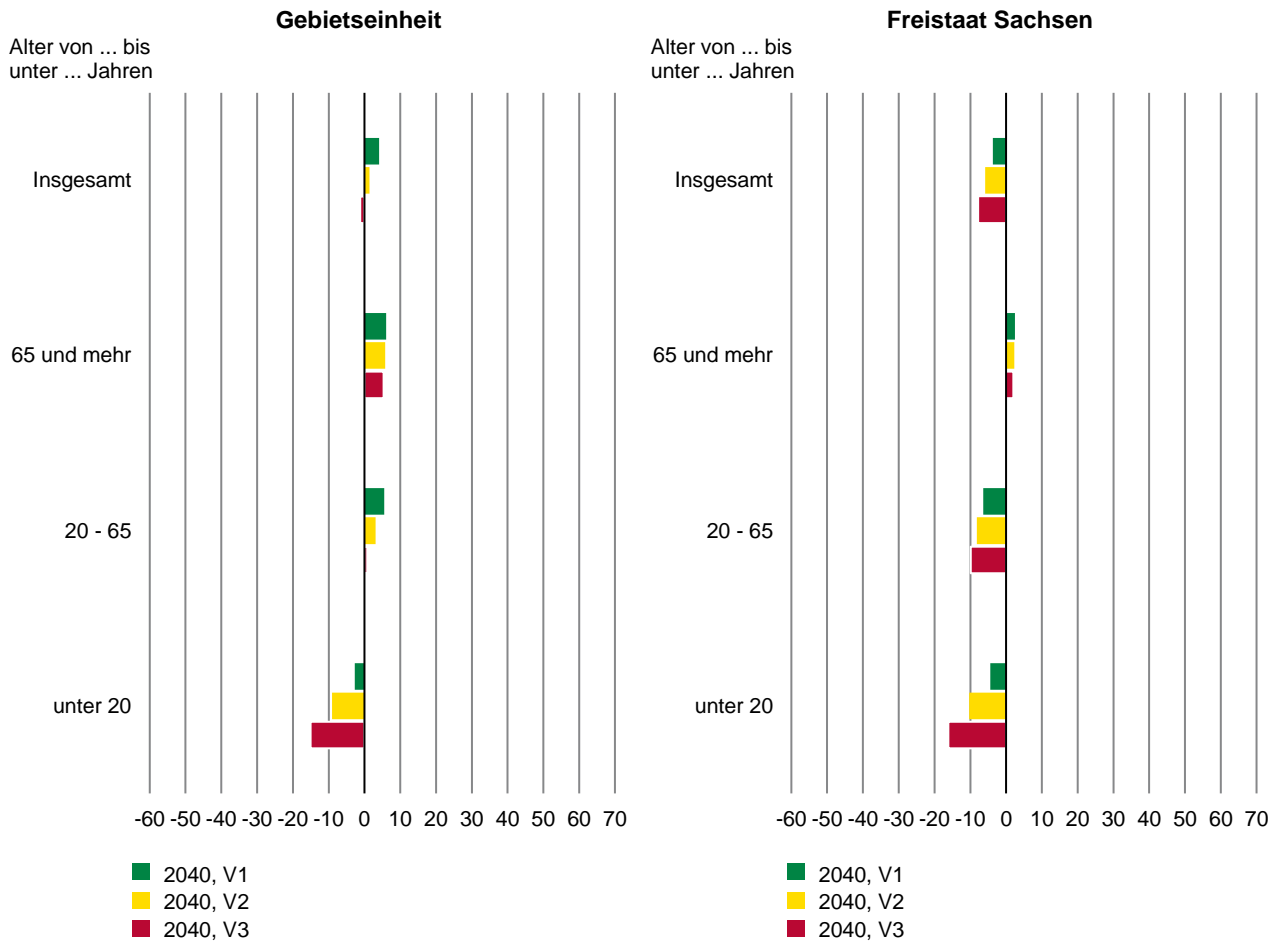 Gebietseinheit
Alter von ... bis
unter ... Jahren
Insgesamt
65 und mehr
20 - 65
unter 20
-60 -50 -40 -30 -20 -10 0 10 20 30 40 50 60 70
2040, V1
2040, V2
2040, V3
Freistaat Sachsen
Alter von ... bis
unter ... Jahren
Insgesamt
65 und mehr
20 - 65
unter 20
-60 -50 -40 -30 -20 -10 0 10 20 30 40 50 60 70
2040, V1
2040, V2
2040, V3